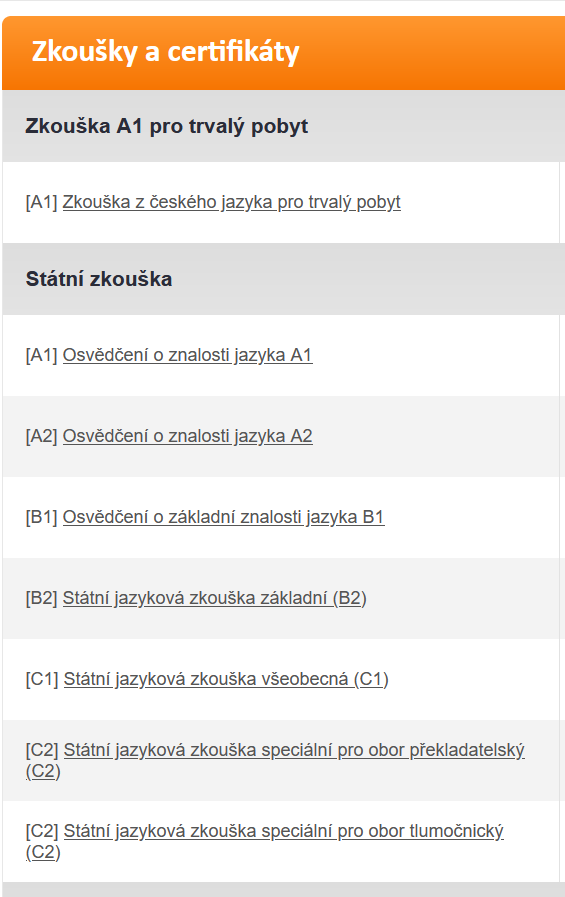 Zkoušky a certifikáty
Zkouška A1 pro trvalý pobyt
[A1] Zkouška z českého jazyka pro trvalý pobyt
Státní zkouška
[A1] Osvědčení o znalosti jazyka A1
[A2] Osvědčení o znalosti jazyka A2
[B1] Osvědčení o základní znalosti jazyka B1
[B2] Státní jazyková zkouška základní (B2)
[C1] Státní jazyková zkouška všeobecná (C1)
[C2] Státní jazyková zkouška speciální pro obor překladatelský
(C2)
[C2] Státní jazyková zkouška speciální pro obor tlumočnický
(C2)